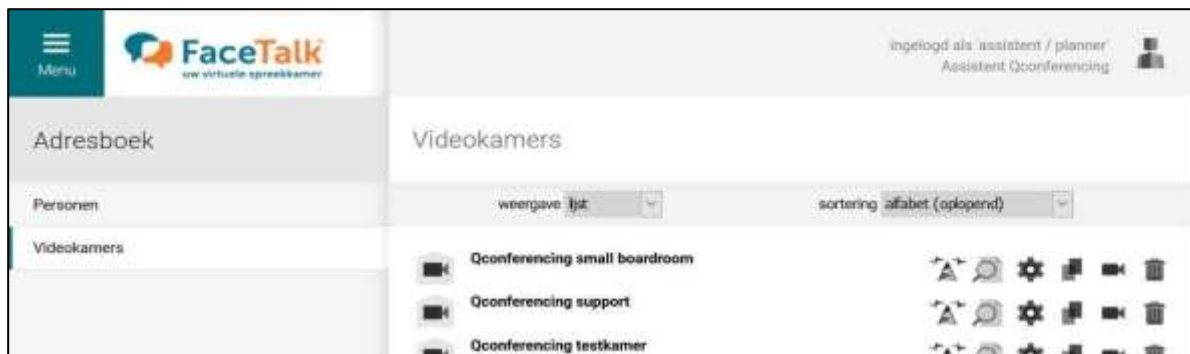 Menu
FaceTalk
uw virtuele spreekkamer
ingelogd als 'assistent / planner'
Assistent Qconferencing
Adresboek
Videokamers
Personen
weergave lijst
sortering alfabet (oplopend)
Videokamers
Qconferencing small boardroom
Qconferencing support
Qconferencing testkamer